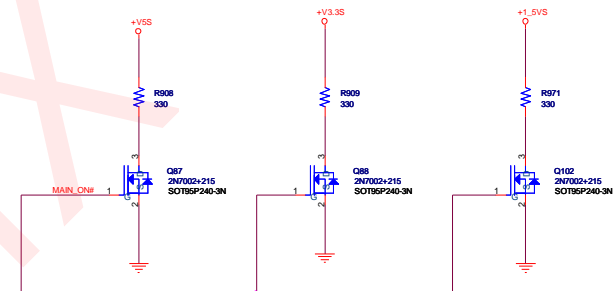 +V5S
+V3.3S
+1_5VS
R908
330
R909
330
R971
330
3
3
3
Q87
2N7002+215
SOT95P240-3N
Q88
2N7002+215
SOT95P240-3N
Q102
2N7002+215
SOT95P240-3N
MAIN_ON#
1
1
1
D
S
G
D
S
G
D
S
G
2
2
2